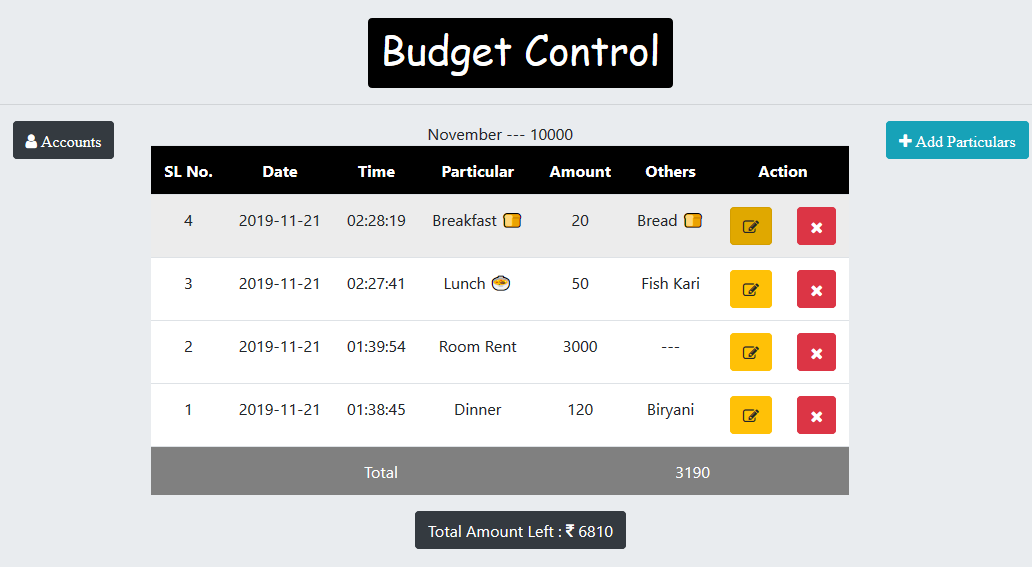 Budget Control
Accounts
November --- 10000
Add Particulars
SL No. Date Time Particular Amount Others Action
4 2019-11-21 02:28:19 Breakfast 🍞 20 Bread 🍞
3 2019-11-21 02:27:41 Lunch 🍛 50 Fish Kari
2 2019-11-21 01:39:54 Room Rent 3000 ---
1 2019-11-21 01:38:45 Dinner 120 Biryani
Total 3190
Total Amount Left : ₹ 6810